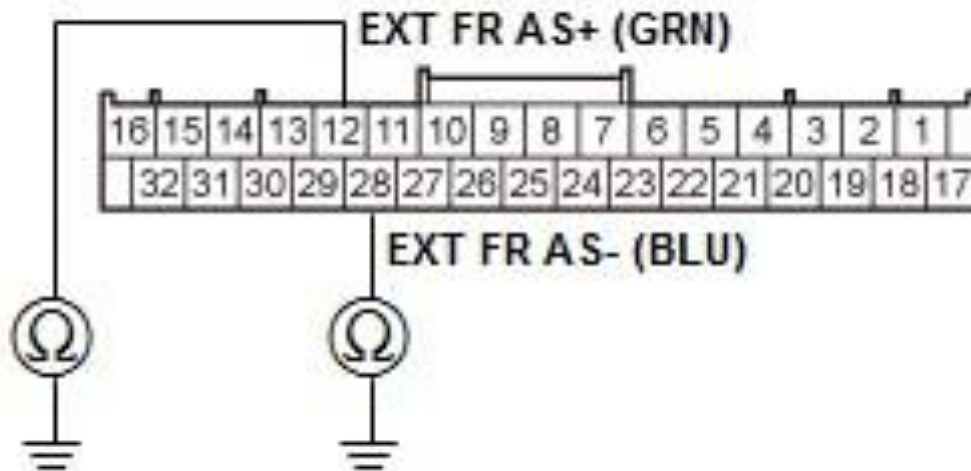 EXT FR AS+ (GRN)
16 15 14 13 12 11 10 9 8 7 6 5 4 3 2 1
32 31 30 29 28 27 26 25 24 23 22 21 20 19 18 17
EXT FR AS- (BLU)
Ω Ω